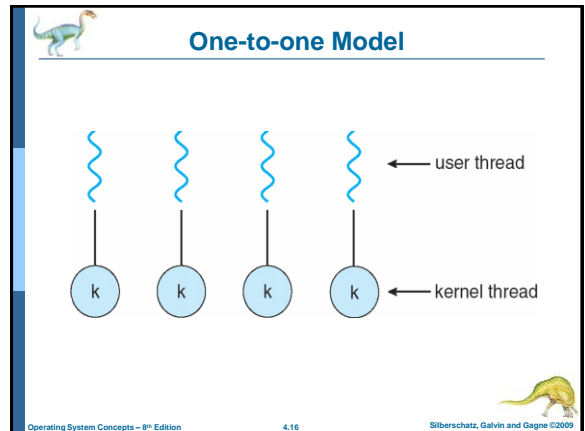 One-to-one Model
user thread
k k k k
kernel thread
Operating System Concepts – 8th Edition 4.16 Silberschatz, Galvin and Gagne ©2009